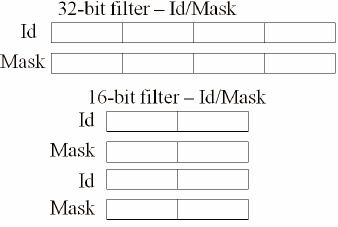 32-bit filter – Id/Mask
Id
Mask
16-bit filter – Id/Mask
Id
Mask
Id
Mask